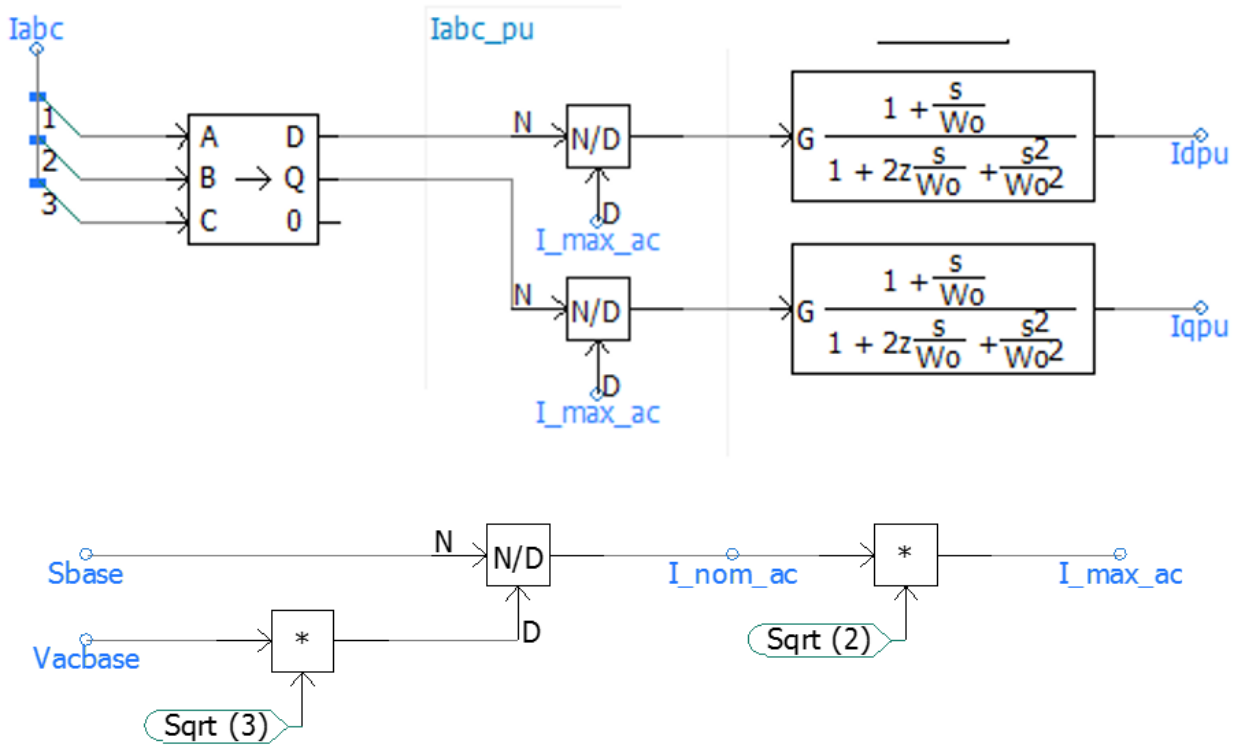 Iabc
Iabc_pu
1
2
3
A
B
C
→
D
Q
0
N
N/D
D
I_max_ac
G
1 + s/Wo
1 + 2z s/Wo + s2/Wo2
Idpu
N
N/D
D
I_max_ac
G
1 + s/Wo
1 + 2z s/Wo + s2/Wo2
Iqpu
Sbase
N
N/D
D
I_nom_ac
*
I_max_ac
Vacbase
*
Sqrt (3)
Sqrt (2)